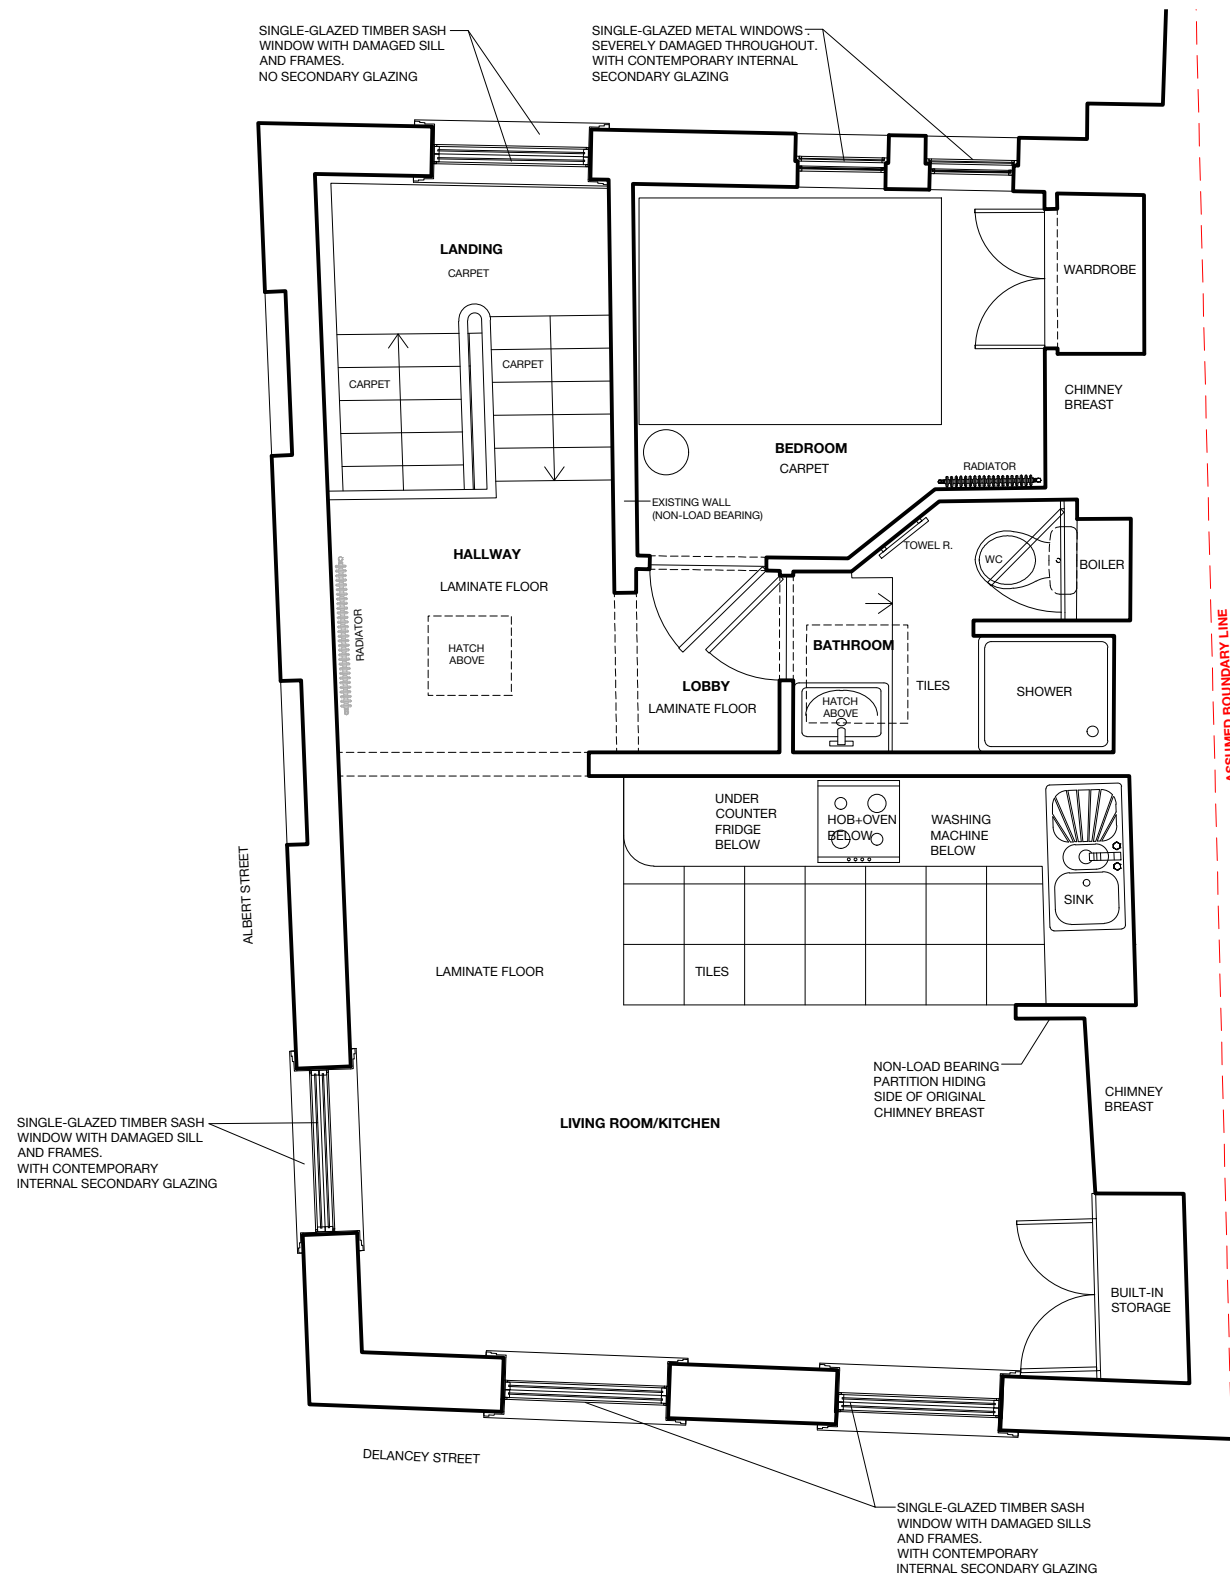 SINGLE-GLAZED TIMBER SASH
WINDOW WITH DAMAGED SILL
AND FRAMES.
NO SECONDARY GLAZING
SINGLE-GLAZED METAL WINDOWS.
SEVERELY DAMAGED THROUGHOUT.
WITH CONTEMPORARY INTERNAL
SECONDARY GLAZING
LANDING
CARPET
WARDROBE
CARPET
CARPET
CHIMNEY
BREAST
BEDROOM
CARPET
RADIATOR
EXISTING WALL
(NON-LOAD BEARING)
HALLWAY
LAMINATE FLOOR
TOWEL R.
WC
BOILER
RADIATOR
HATCH
ABOVE
BATHROOM
LOBBY
LAMINATE FLOOR
TILES
HATCH
ABOVE
SHOWER
ASSUMED BOUNDARY LINE
UNDER
COUNTER
FRIDGE
BELOW
HOB+OVEN
BELOW
WASHING
MACHINE
BELOW
SINK
ALBERT STREET
LAMINATE FLOOR
TILES
NON-LOAD BEARING
PARTITION HIDING
SIDE OF ORIGINAL
CHIMNEY BREAST
CHIMNEY
BREAST
LIVING ROOM/KITCHEN
SINGLE-GLAZED TIMBER SASH
WINDOW WITH DAMAGED SILL
AND FRAMES.
WITH CONTEMPORARY
INTERNAL SECONDARY GLAZING
BUILT-IN
STORAGE
DELANCEY STREET
SINGLE-GLAZED TIMBER SASH
WINDOW WITH DAMAGED SILLS
AND FRAMES.
WITH CONTEMPORARY
INTERNAL SECONDARY GLAZING